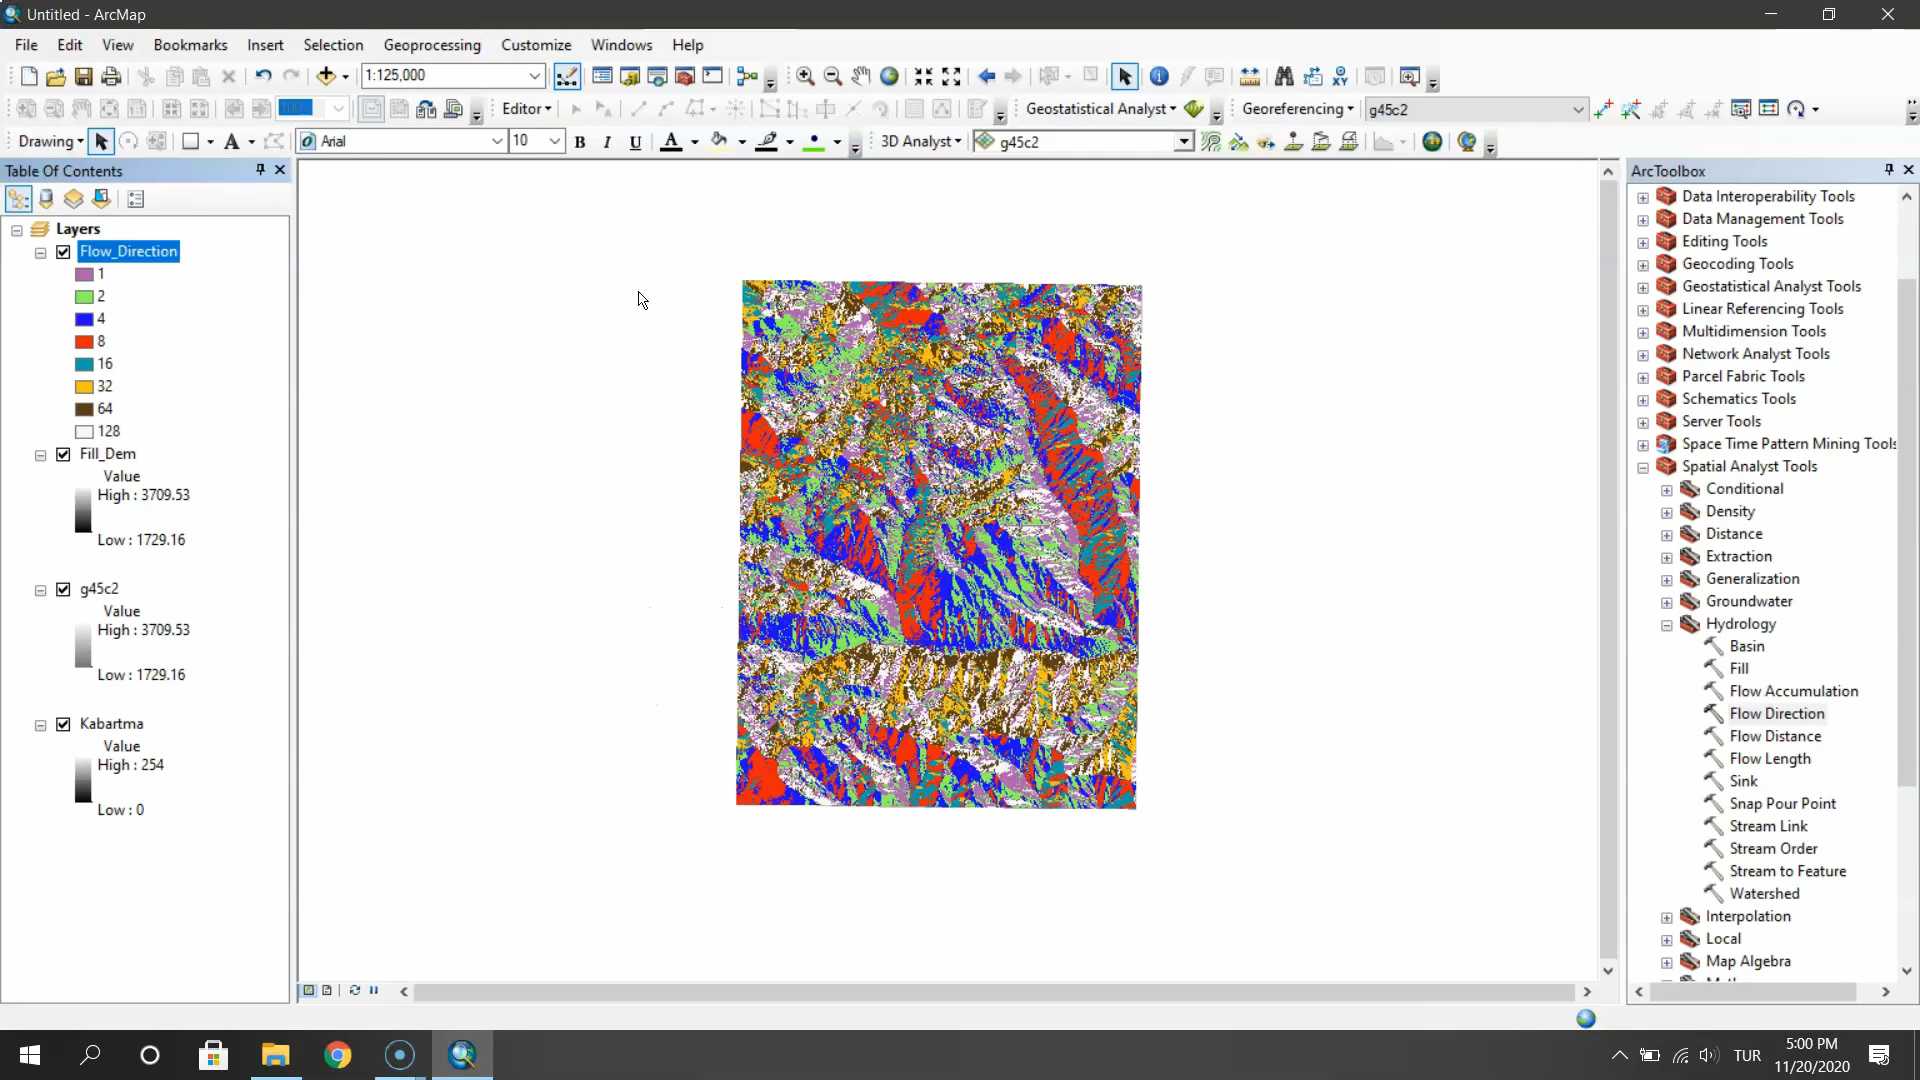 Untitled - ArcMap
File Edit View Bookmarks Insert Selection Geoprocessing Customize Windows Help
1:125,000
Editor Geostatistical Analyst Georeferencing g45c2
Drawing Arial 10 B I U A 3D Analyst g45c2
Table Of Contents
Layers
Flow_Direction
1
2
4
8
16
32
64
128
Fill_Dem
Value
High : 3709.53
Low : 1729.16
g45c2
Value
High : 3709.53
Low : 1729.16
Kabartma
Value
High : 254
Low : 0
ArcToolbox
Data Interoperability Tools
Data Management Tools
Editing Tools
Geocoding Tools
Geostatistical Analyst Tools
Linear Referencing Tools
Multidimension Tools
Network Analyst Tools
Parcel Fabric Tools
Schematics Tools
Server Tools
Space Time Pattern Mining Tools
Spatial Analyst Tools
Conditional
Density
Distance
Extraction
Generalization
Groundwater
Hydrology
Basin
Fill
Flow Accumulation
Flow Direction
Flow Distance
Flow Length
Sink
Snap Pour Point
Stream Link
Stream Order
Stream to Feature
Watershed
Interpolation
Local
Map Algebra
TUR
5:00 PM
11/20/2020